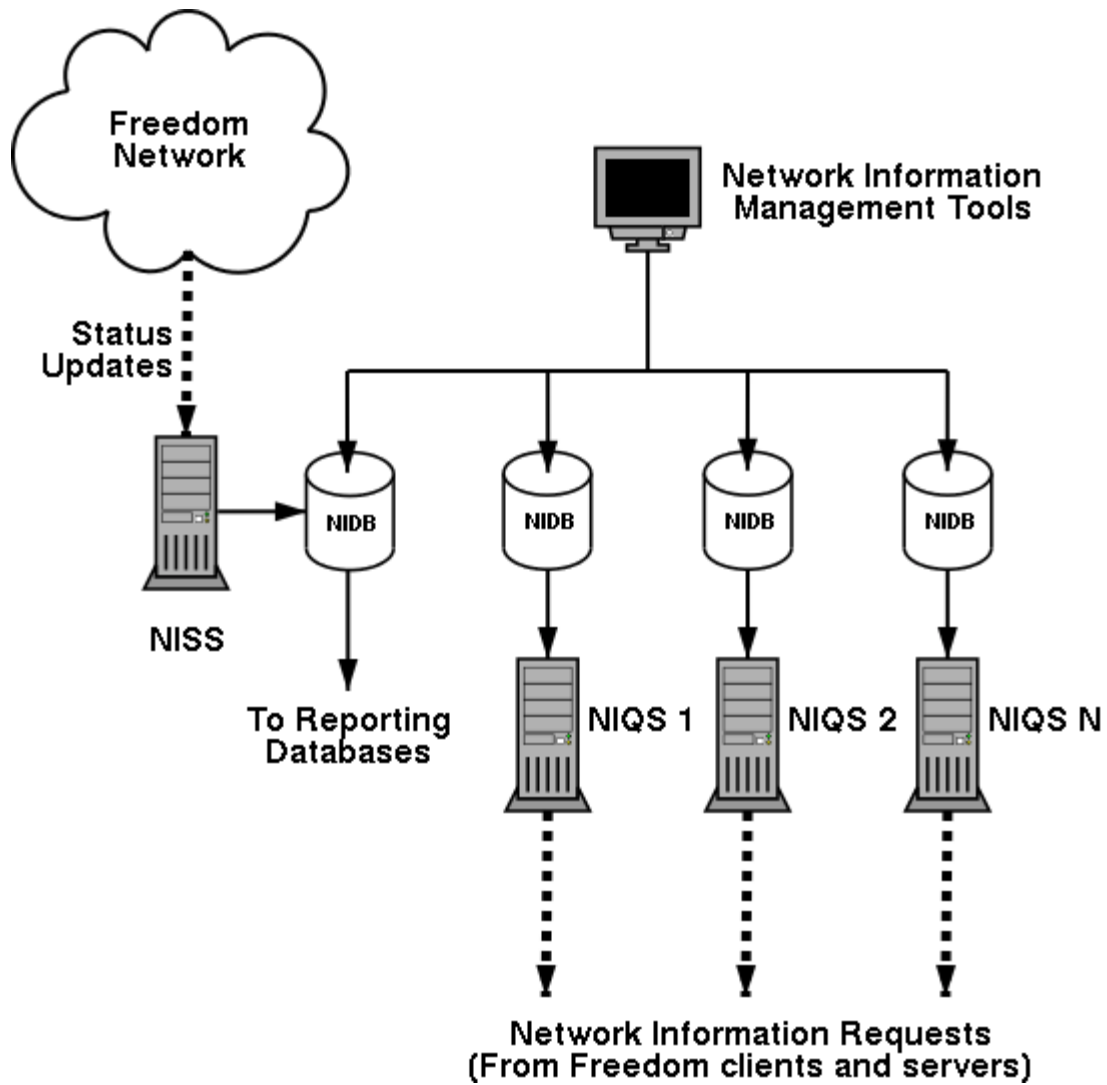 Freedom
Network
Network Information
Management Tools
Status
Updates
NIDB
NIDB
NIDB
NIDB
NISS
To Reporting
Databases
NIQS 1
NIQS 2
NIQS N
Network Information Requests
(From Freedom clients and servers)